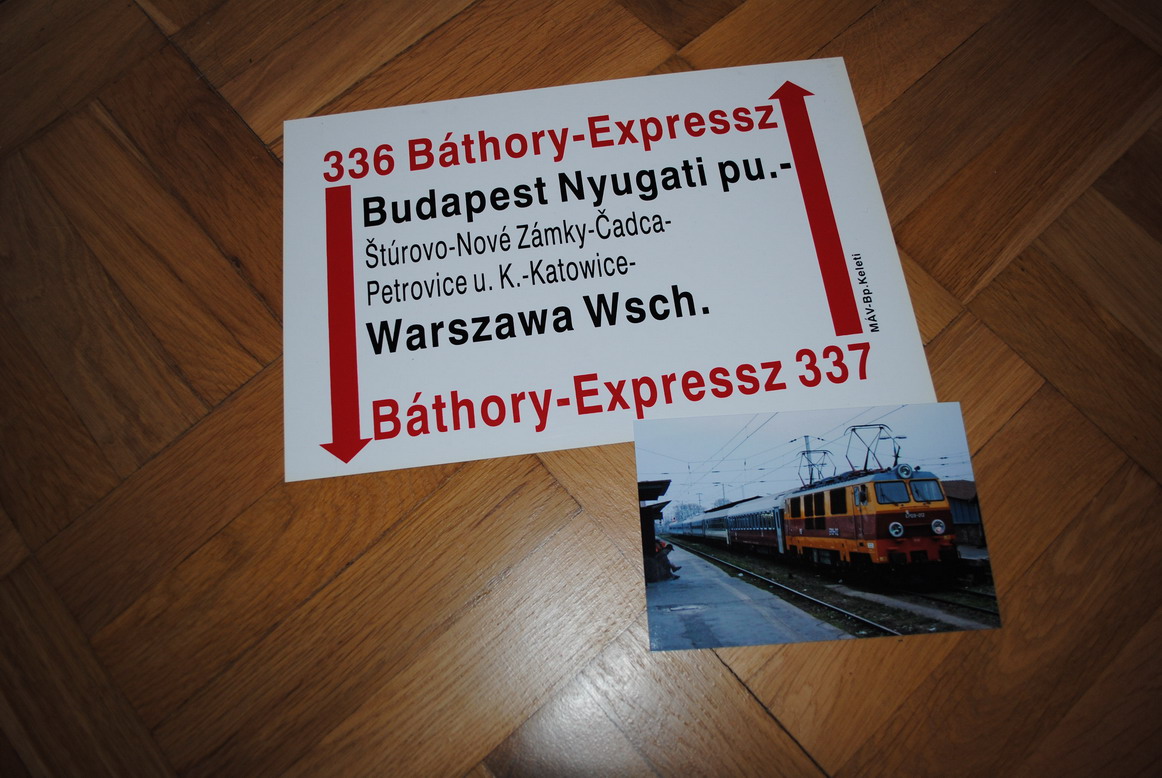 336 Báthory-Expressz
Budapest Nyugati pu.-
Štúrovo-Nové Zámky-Čadca-
Petrovice u. K.-Katowice-
Warszawa Wsch.
Báthory-Expressz 337
MÁV-Bp.Keleti